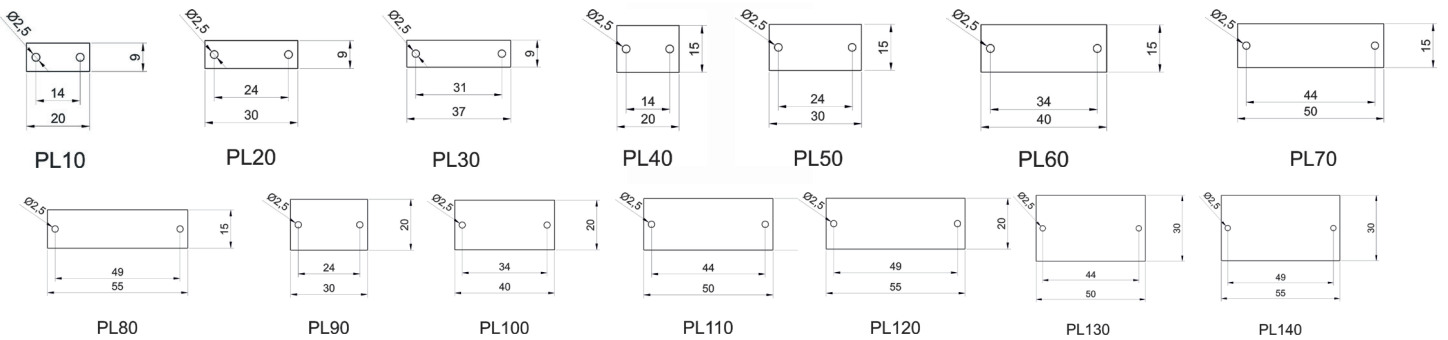 Ø2,5 9 14 20 PL10
Ø2,5 9 24 30 PL20
Ø2,5 9 31 37 PL30
Ø2,5 15 14 20 PL40
Ø2,5 15 24 30 PL50
Ø2,5 15 34 40 PL60
Ø2,5 15 44 50 PL70
Ø2,5 15 49 55 PL80
Ø2,5 20 24 30 PL90
Ø2,5 20 34 40 PL100
Ø2,5 44 50 PL110
Ø2,5 20 49 55 PL120
Ø2,5 30 44 50 PL130
Ø2,5 30 49 55 PL140